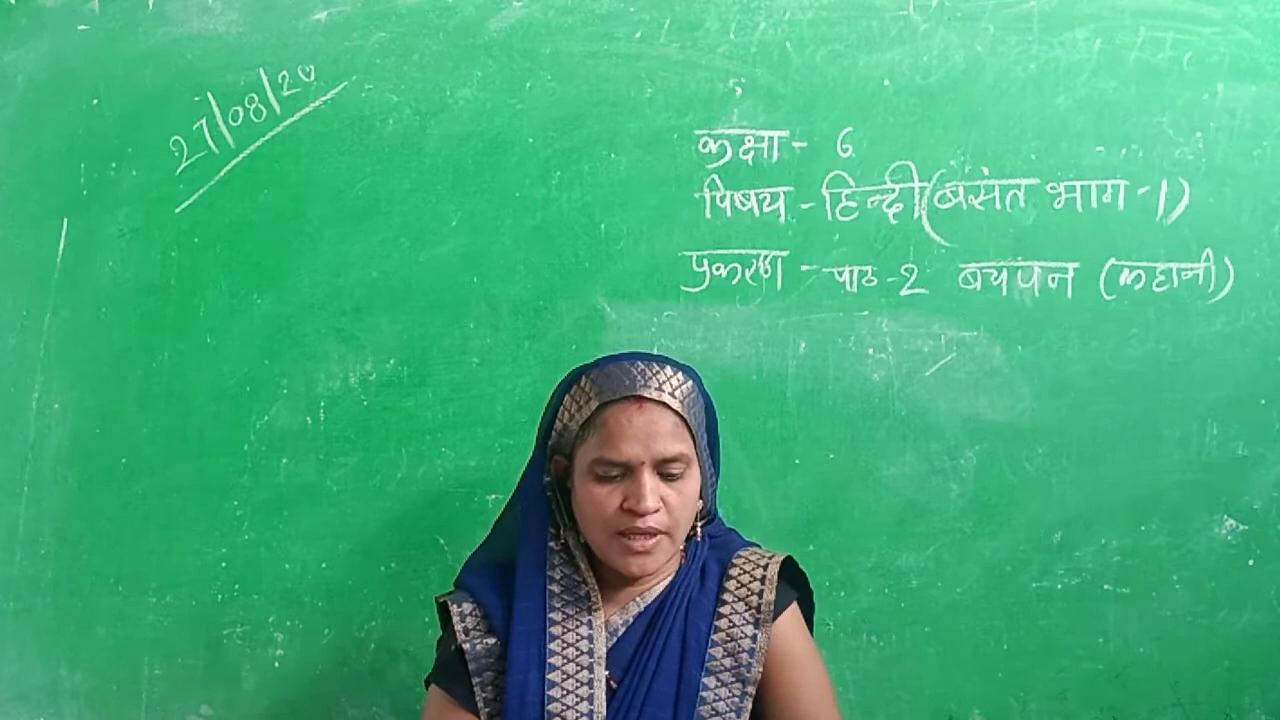 27/08/20
कक्षा - 6
विषय - हिन्दी (बसंत भाग -1)
प्रकरण - पाठ -2 बचपन (कहानी)